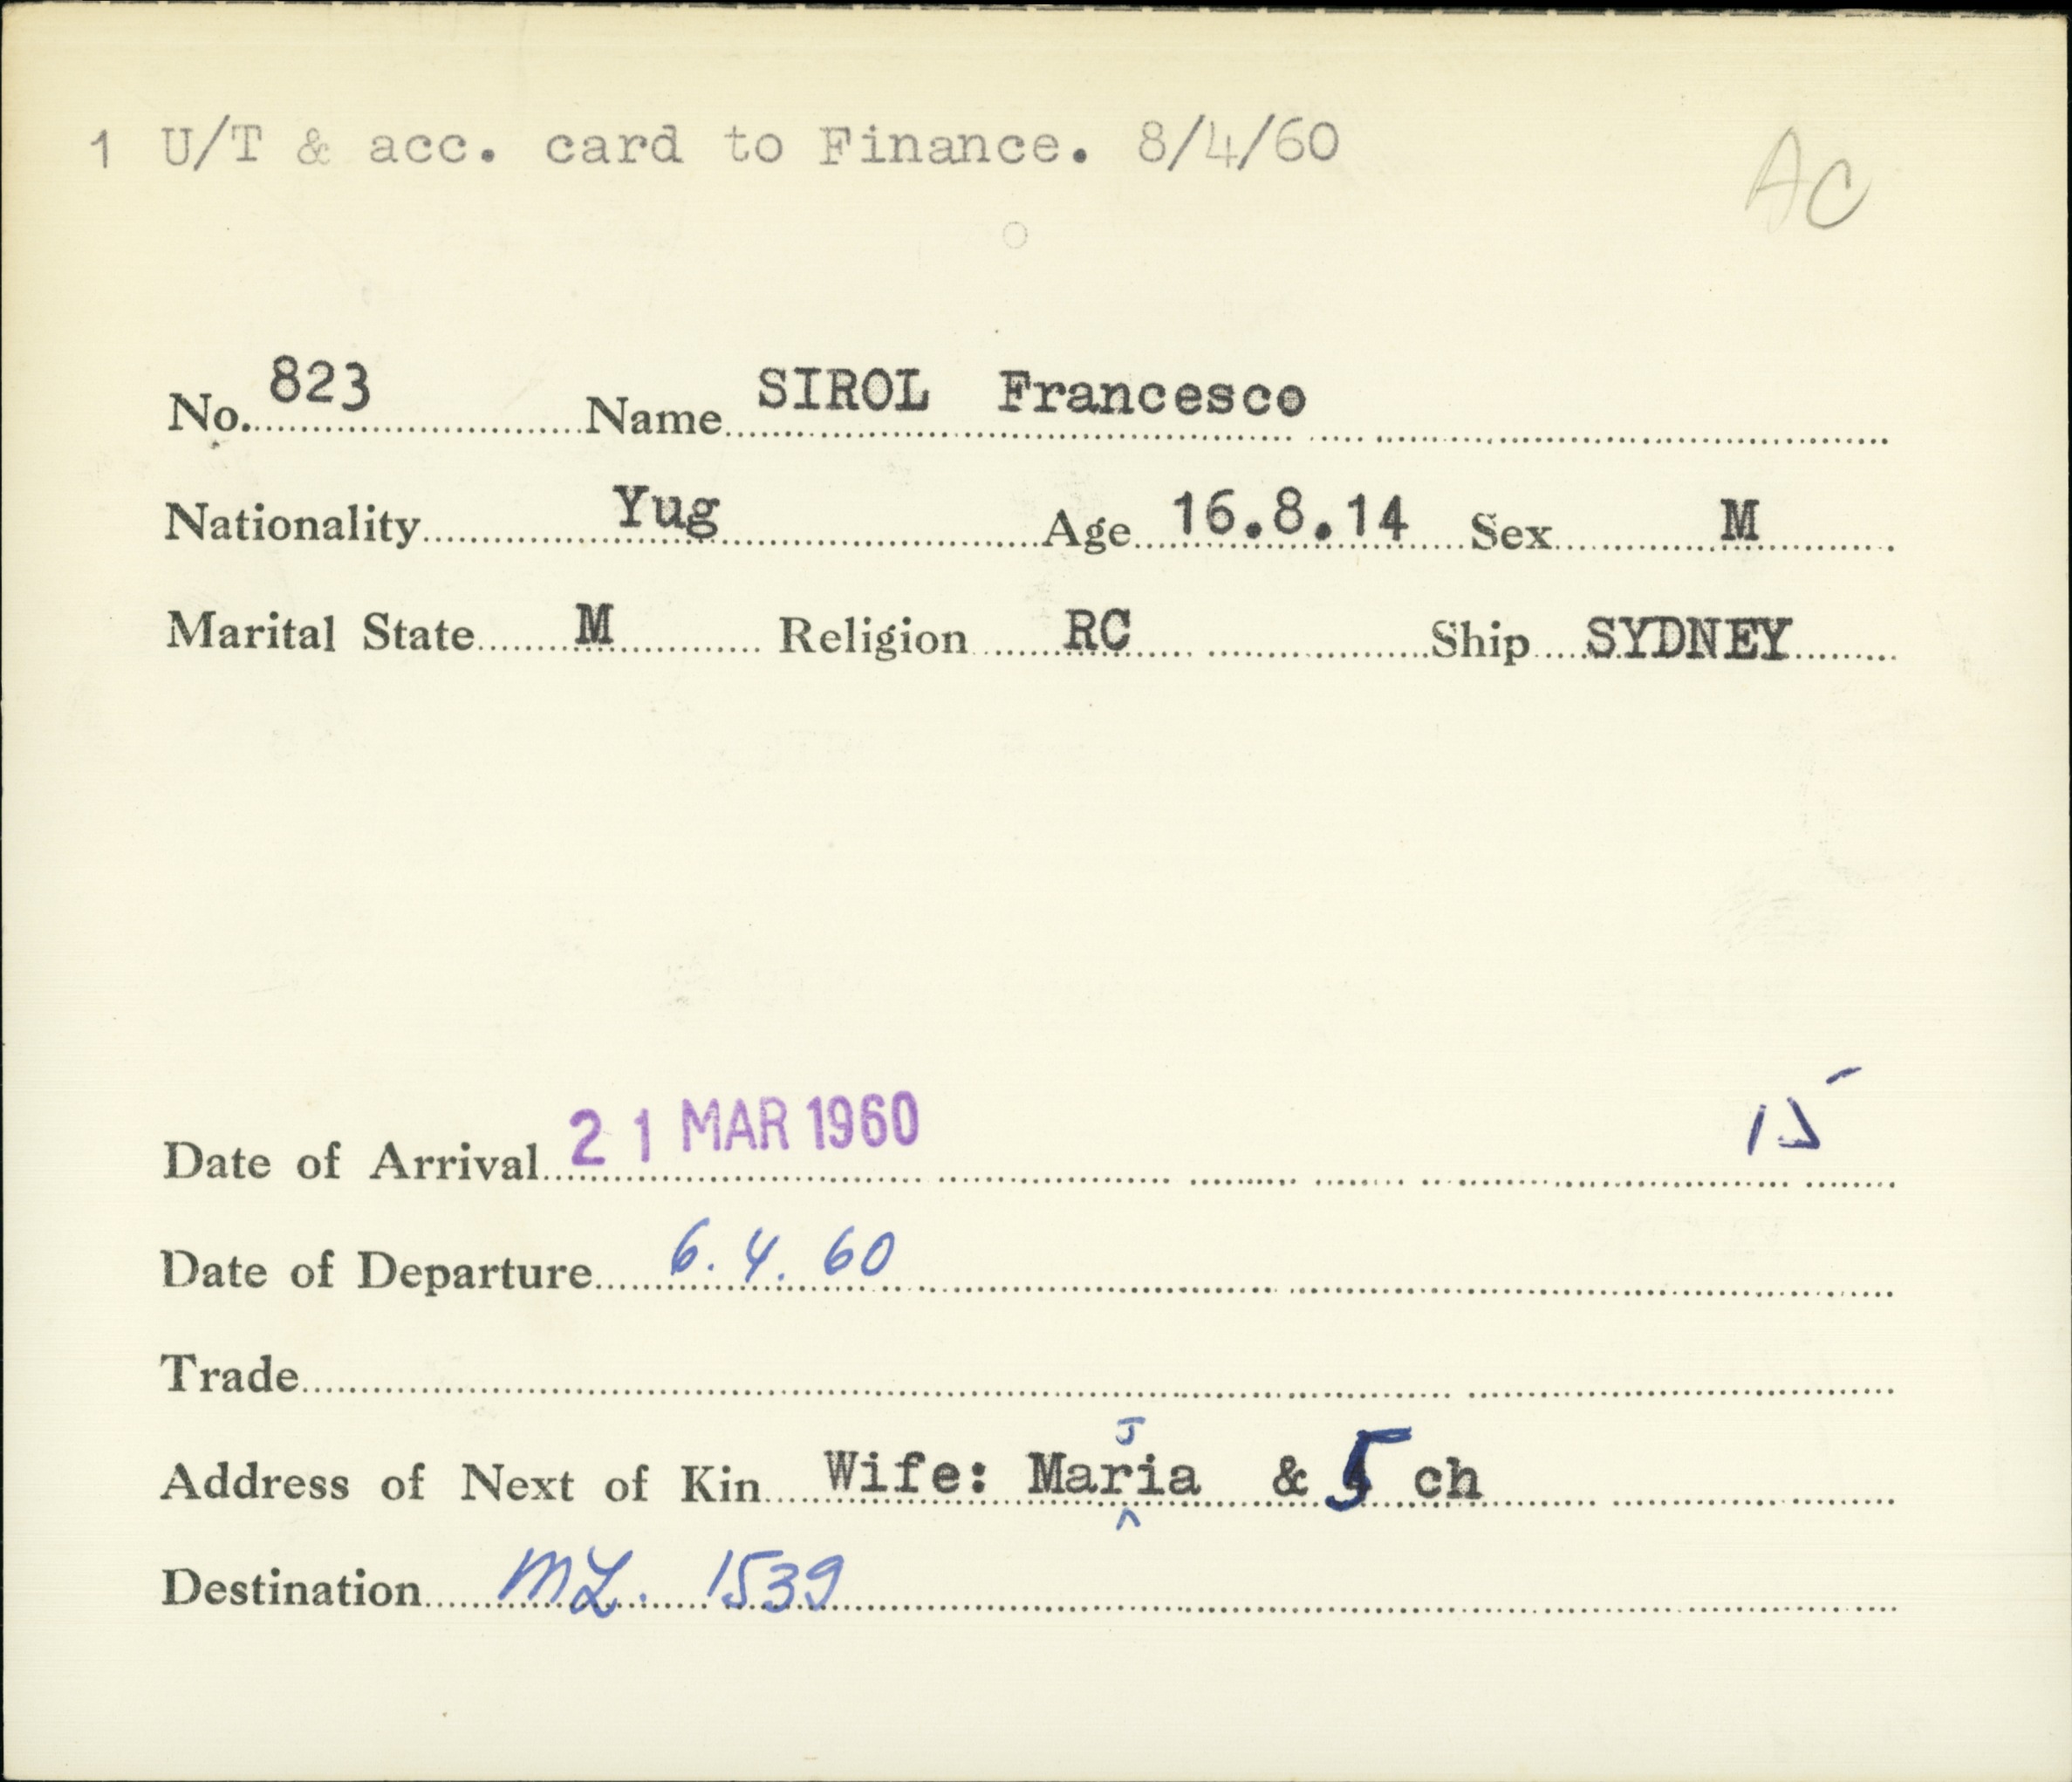 1 U/T & acc. card to Finance. 8/4/60
AC
No. 823 Name SIROL Francesco
Nationality Yug Age 16.8.14 Sex M
Marital State M Religion RC Ship SYDNEY
15
Date of Arrival 21 MAR 1960
Date of Departure 6.4.60
Trade
J
Address of Next of Kin Wife: Maria & 5 ch
^
Destination ML. 1539